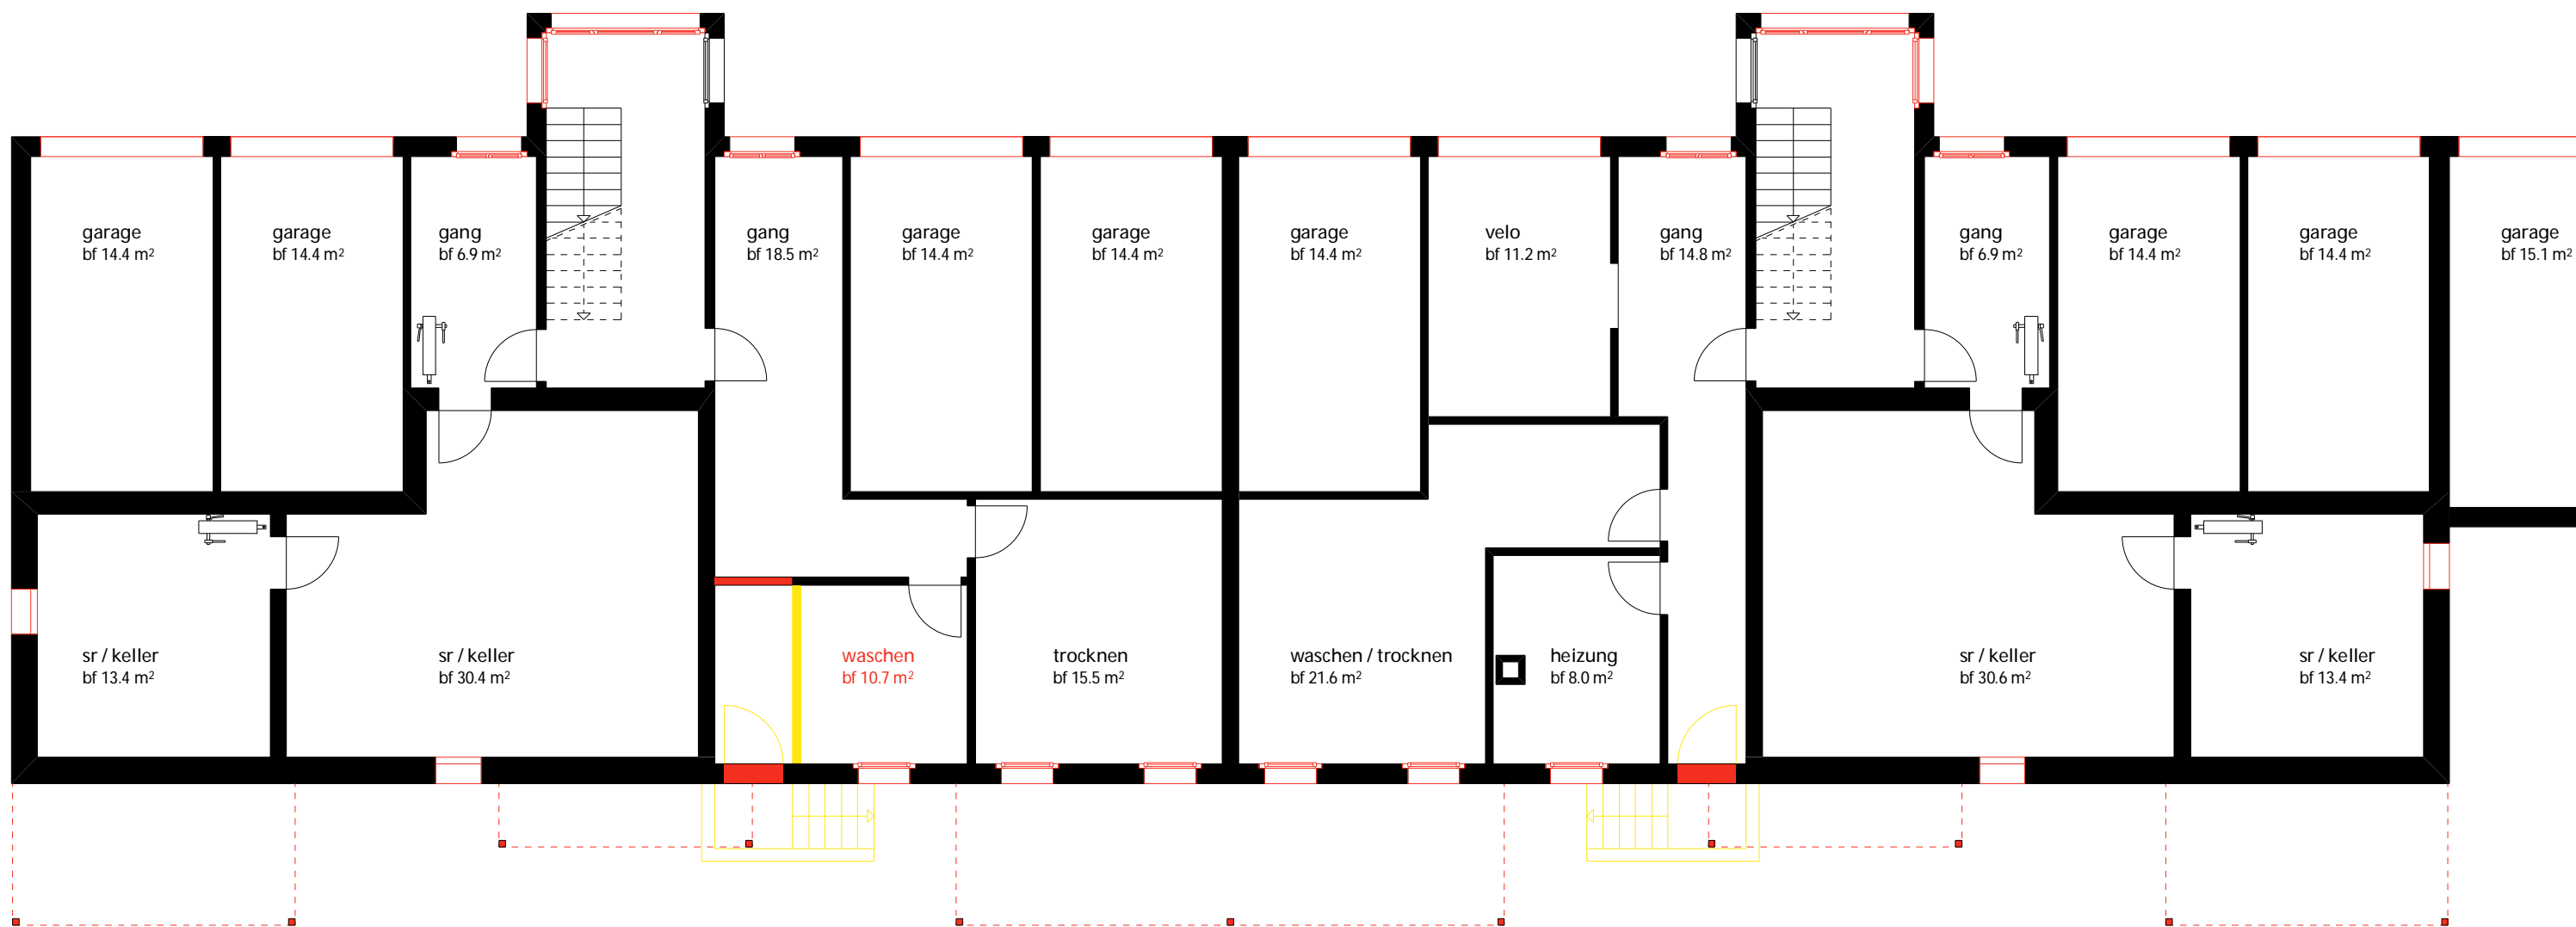 garage
bf 14.4 m²
garage
bf 14.4 m²
gang
bf 6.9 m²
gang
bf 18.5 m²
garage
bf 14.4 m²
garage
bf 14.4 m²
garage
bf 14.4 m²
velo
bf 11.2 m²
gang
bf 14.8 m²
gang
bf 6.9 m²
garage
bf 14.4 m²
garage
bf 14.4 m²
garage
bf 15.1 m²
sr / keller
bf 13.4 m²
sr / keller
bf 30.4 m²
waschen
bf 10.7 m²
trocknen
bf 15.5 m²
waschen / trocknen
bf 21.6 m²
heizung
bf 8.0 m²
sr / keller
bf 30.6 m²
sr / keller
bf 13.4 m²